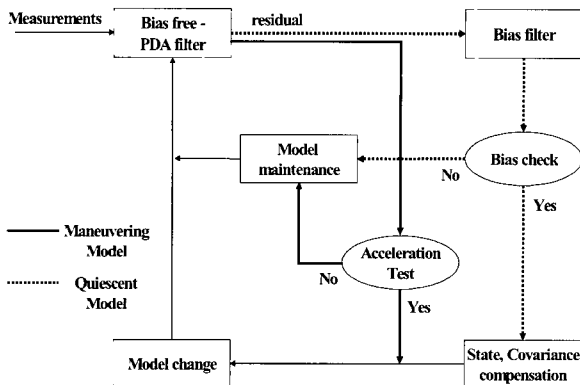 Measurements
Bias free -
PDA filter
residual
Bias filter
Model
maintenance
No
Bias check
Yes
Maneuvering
Model
Quiescent
Model
No
Acceleration
Test
Yes
Model change
State, Covariance
compensation